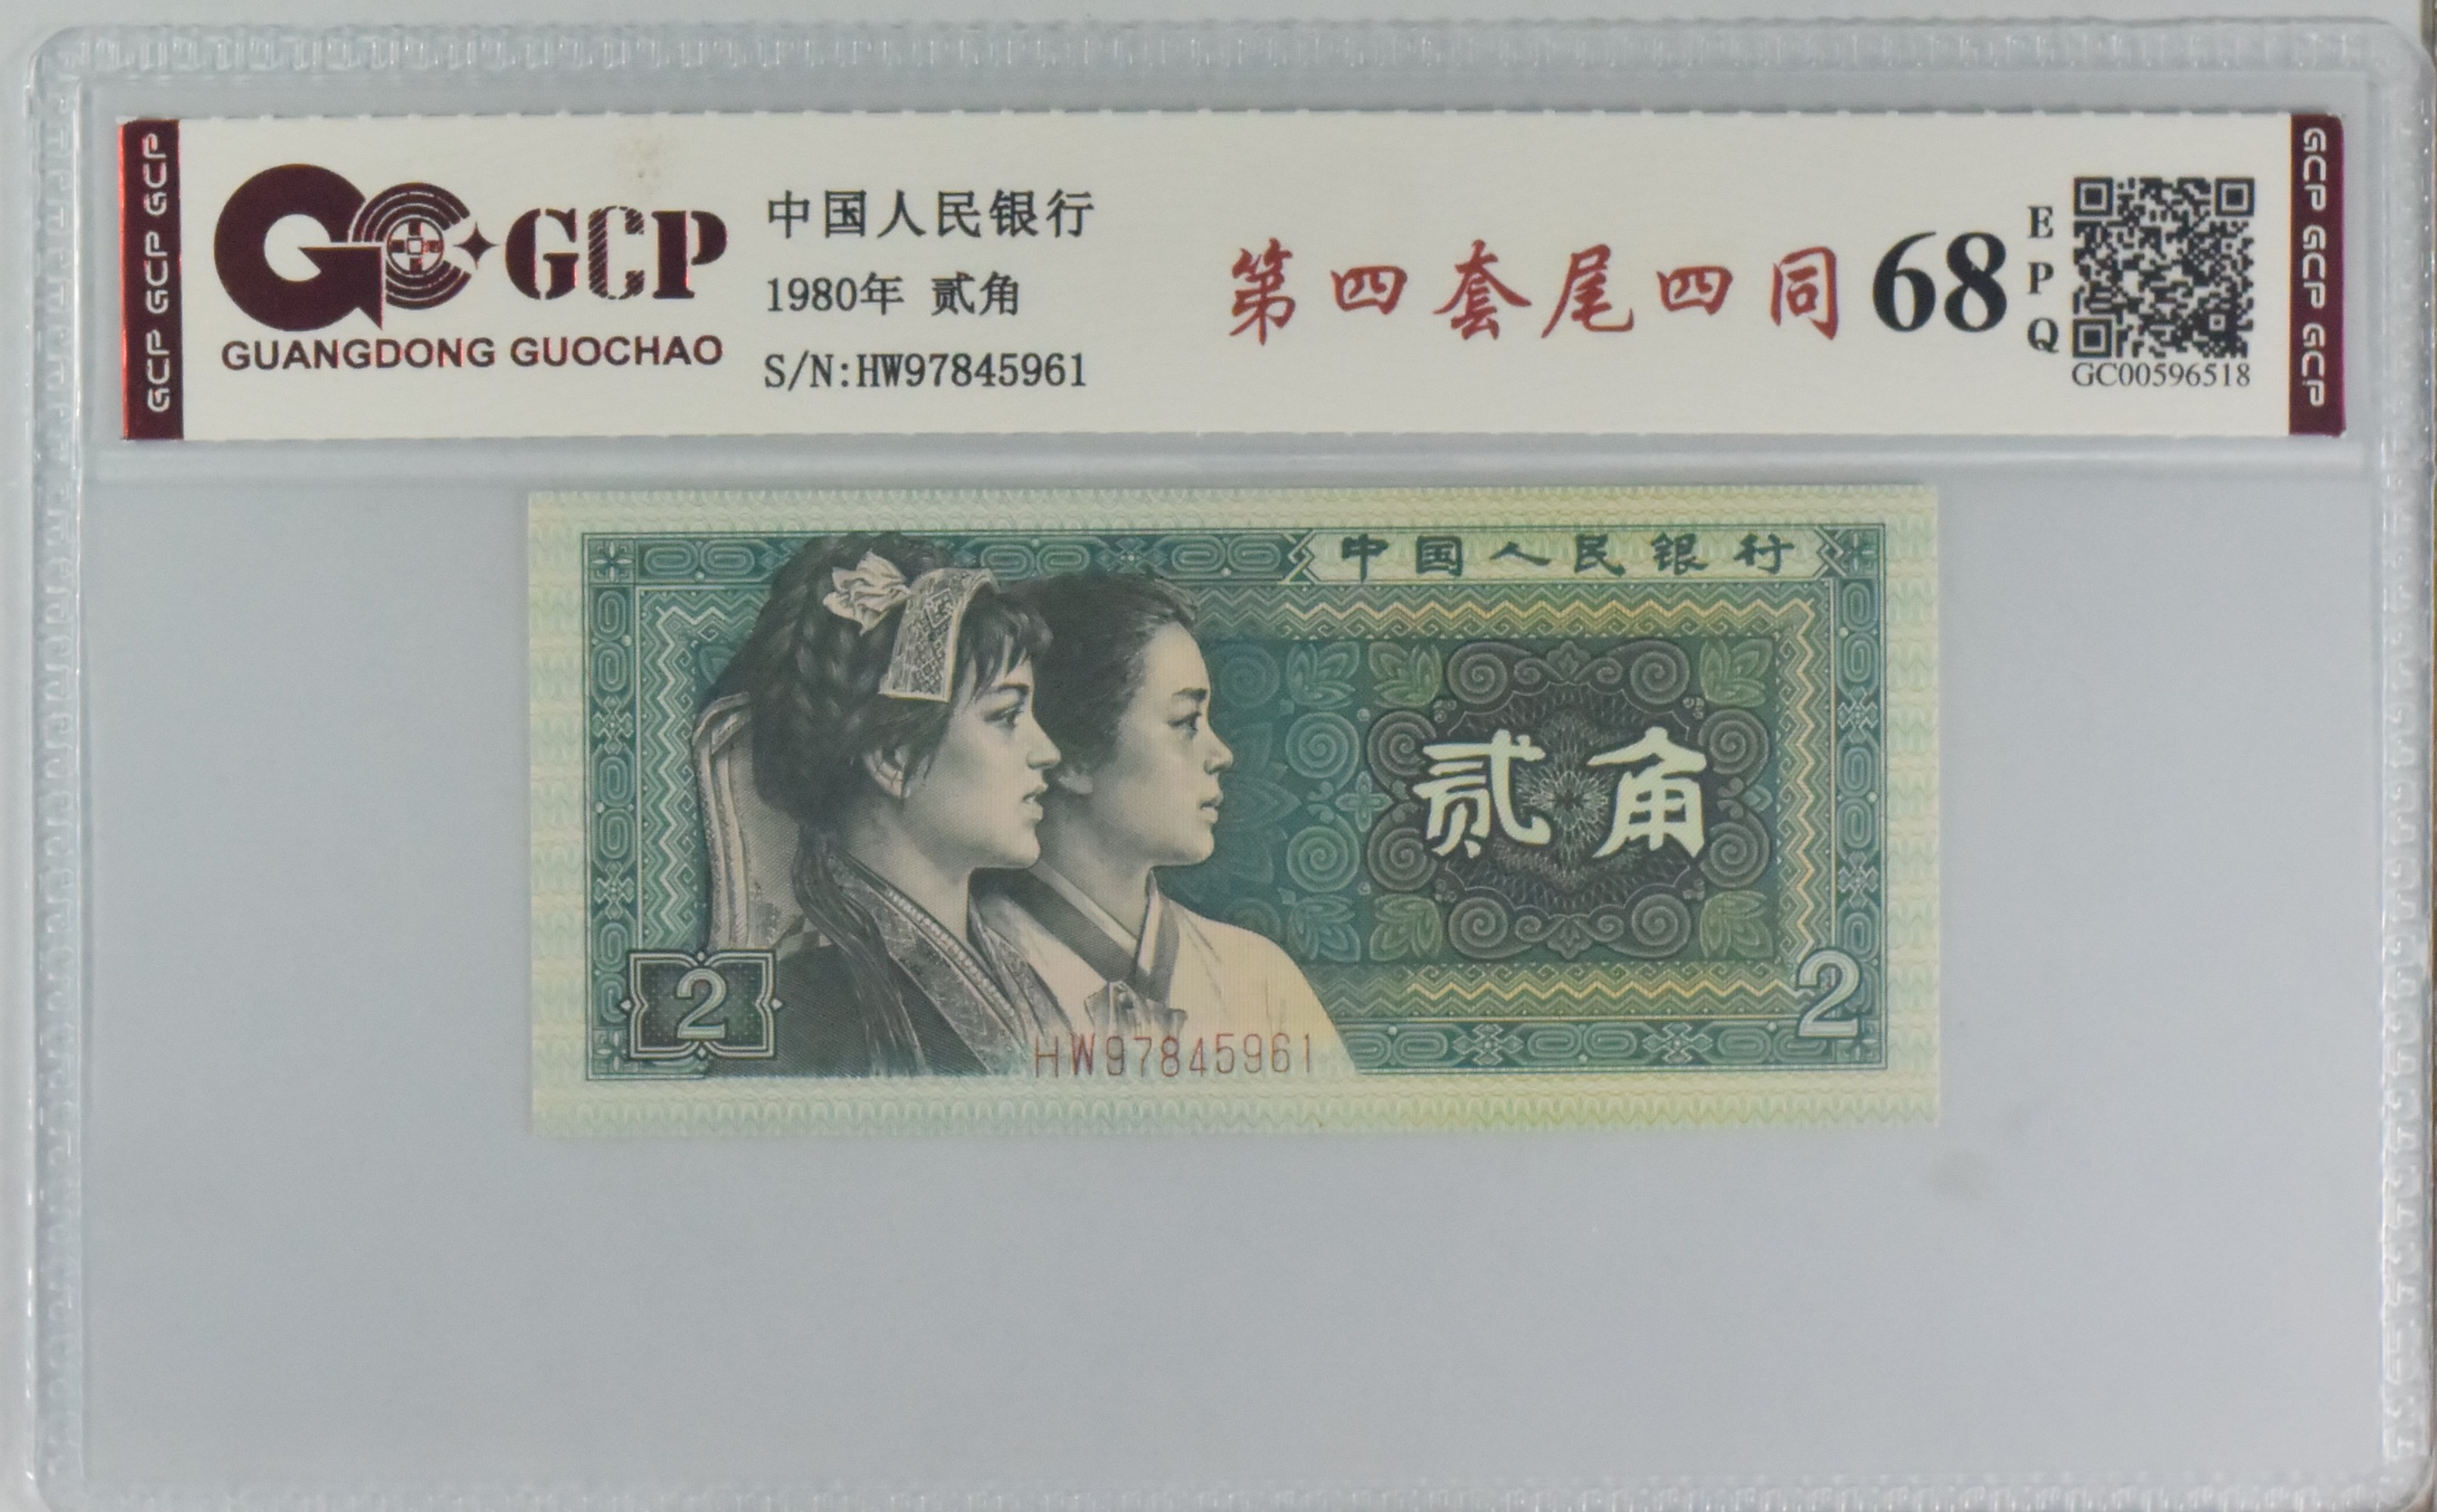 GCP GCP GCP
GCP
GUANGDONG GUOCHAO
中国人民银行
1980年 贰角
S/N:HW97845961
第四套尾四同
68
EPQ
GC00596518
GCP GCP GCP
中国人民银行
贰角
2
2
HW97845961